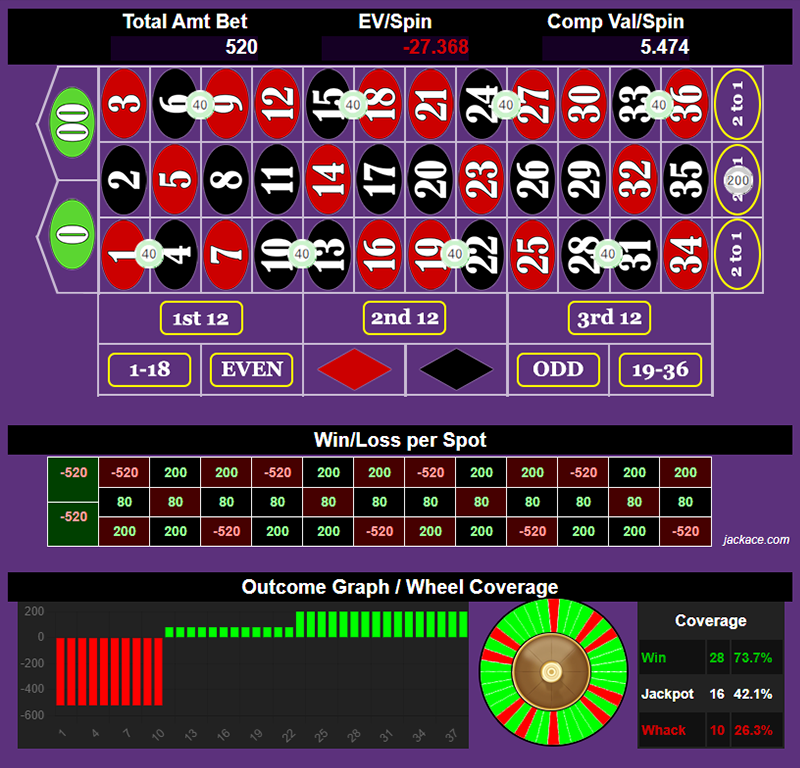 Total Amt Bet EV/Spin Comp Val/Spin
520 -27.368 5.474
00 3 6 40 9 12 15 40 18 21 24 40 27 30 33 40 36 2 to 1
2 5 8 11 14 17 20 23 26 29 32 35 200 1
0 1 40 4 7 10 40 13 16 19 40 22 25 28 40 31 34 2 to 1
1st 12 2nd 12 3rd 12
1-18 EVEN ODD 19-36
Win/Loss per Spot
-520 -520 200 200 -520 200 200 -520 200 200 -520 200 200
80 80 80 80 80 80 80 80 80 80 80 80
-520 200 200 -520 200 200 -520 200 200 -520 200 200 -520
jackace.com
Outcome Graph / Wheel Coverage
200
0
-200
-400
-600
1 4 7 10 13 16 19 22 25 28 31 34 37
Coverage
Win 28 73.7%
Jackpot 16 42.1%
Whack 10 26.3%